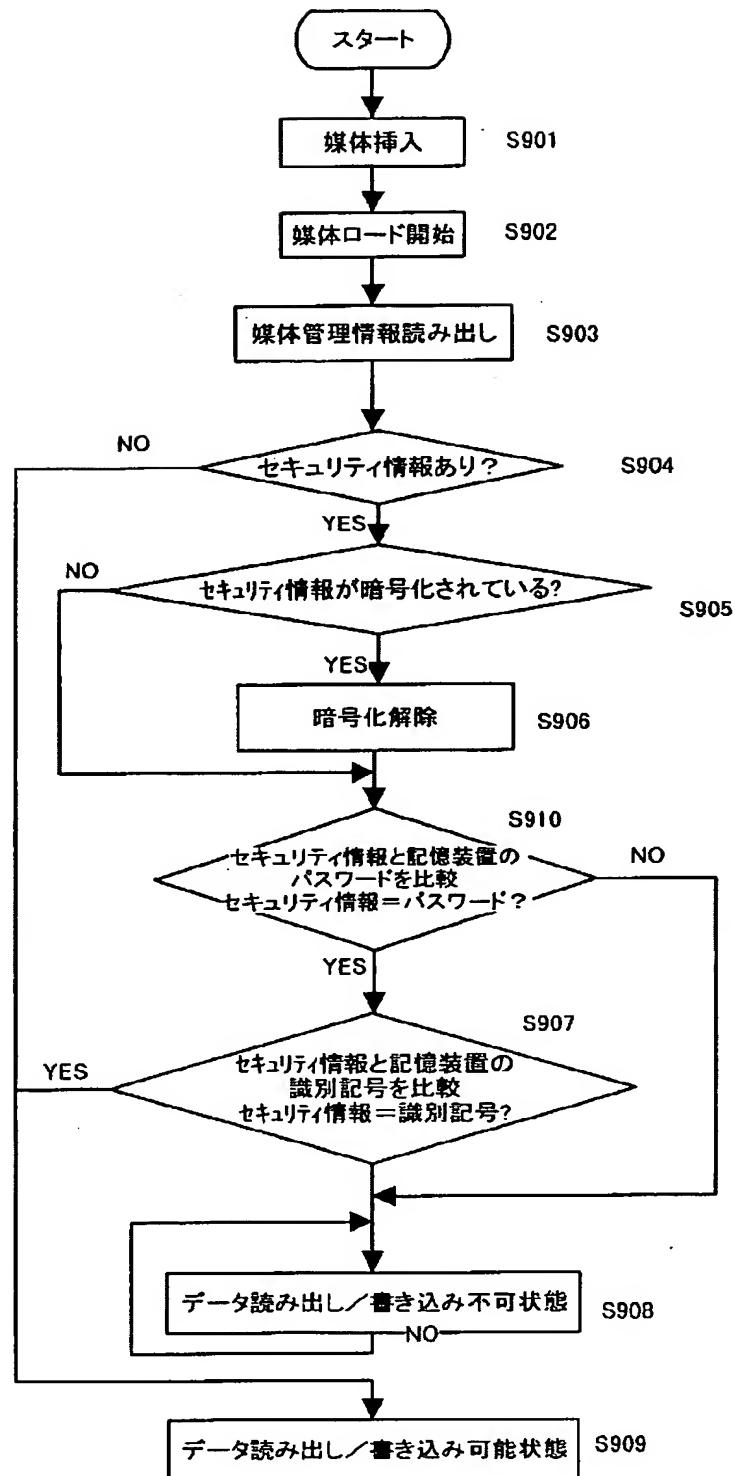 スタート
媒体挿入
S901
媒体ロード開始
S902
媒体管理情報読み出し
S903
NO
セキュリティ情報あり？
S904
YES
NO
セキュリティ情報が暗号化されている?
S905
YES
暗号化解除
S906
S910
セキュリティ情報と記憶装置の
パスワードを比較
セキュリティ情報＝パスワード？
NO
YES
S907
YES
セキュリティ情報と記憶装置の
識別記号を比較
セキュリティ情報＝識別記号?
データ読み出し／書き込み不可状態
S908
NO
データ読み出し／書き込み可能状態
S909